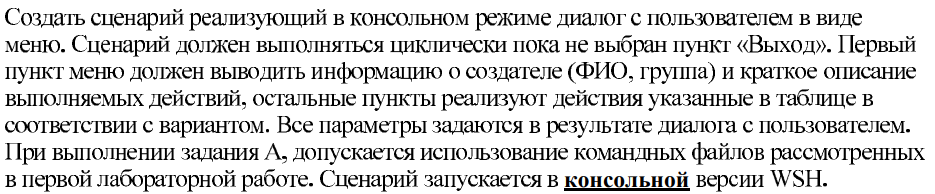 Создать сценарий реализующий в консольном режиме диалог с пользователем в виде
меню. Сценарий должен выполняться циклически пока не выбран пункт «Выход». Первый
пункт меню должен выводить информацию о создателе (ФИО, группа) и краткое описание
выполняемых действий, остальные пункты реализуют действия указанные в таблице в
соответствии с вариантом. Все параметры задаются в результате диалога с пользователем.
При выполнении задания А, допускается использование командных файлов рассмотренных
в первой лабораторной работе. Сценарий запускается в консольной версии WSH.